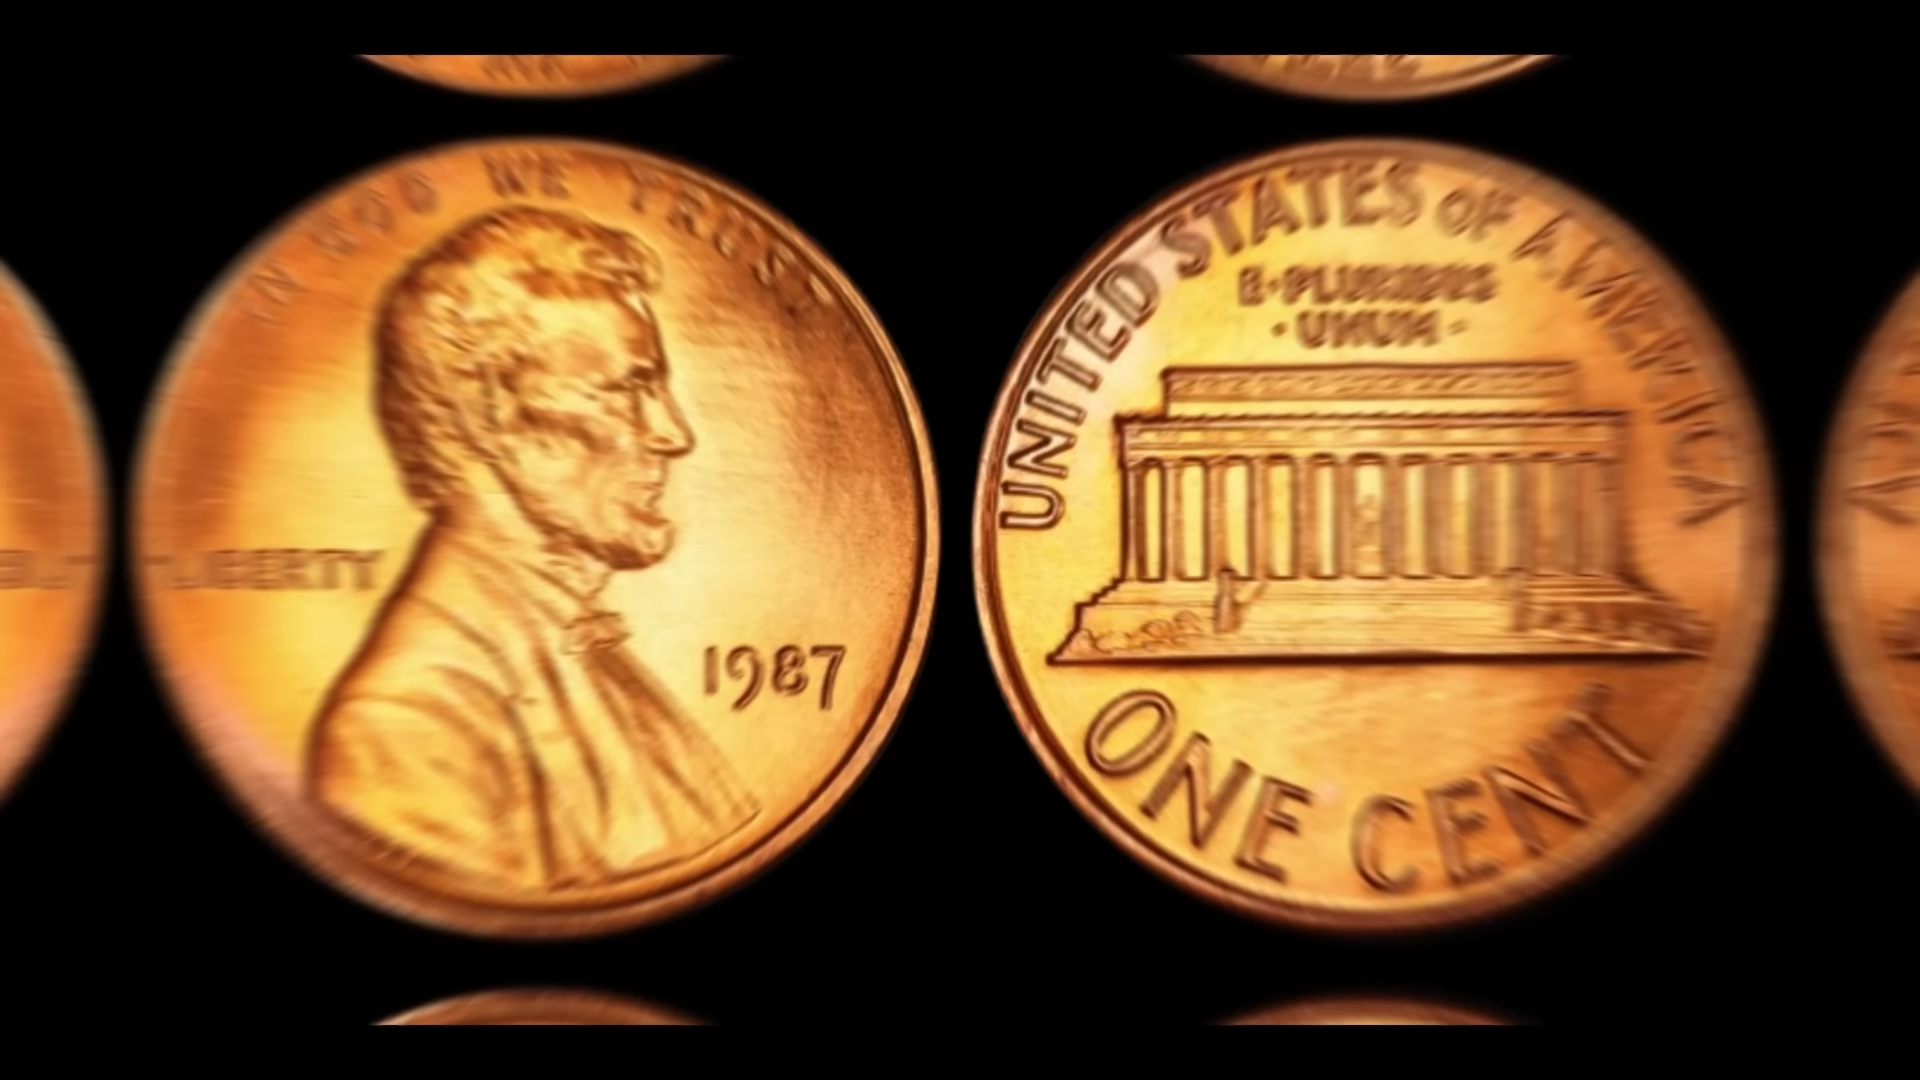 IN GOD WE TRUST
LIBERTY
1987
UNITED STATES OF AMERICA
E·PLURIBUS
·UNUM·
ONE CENT